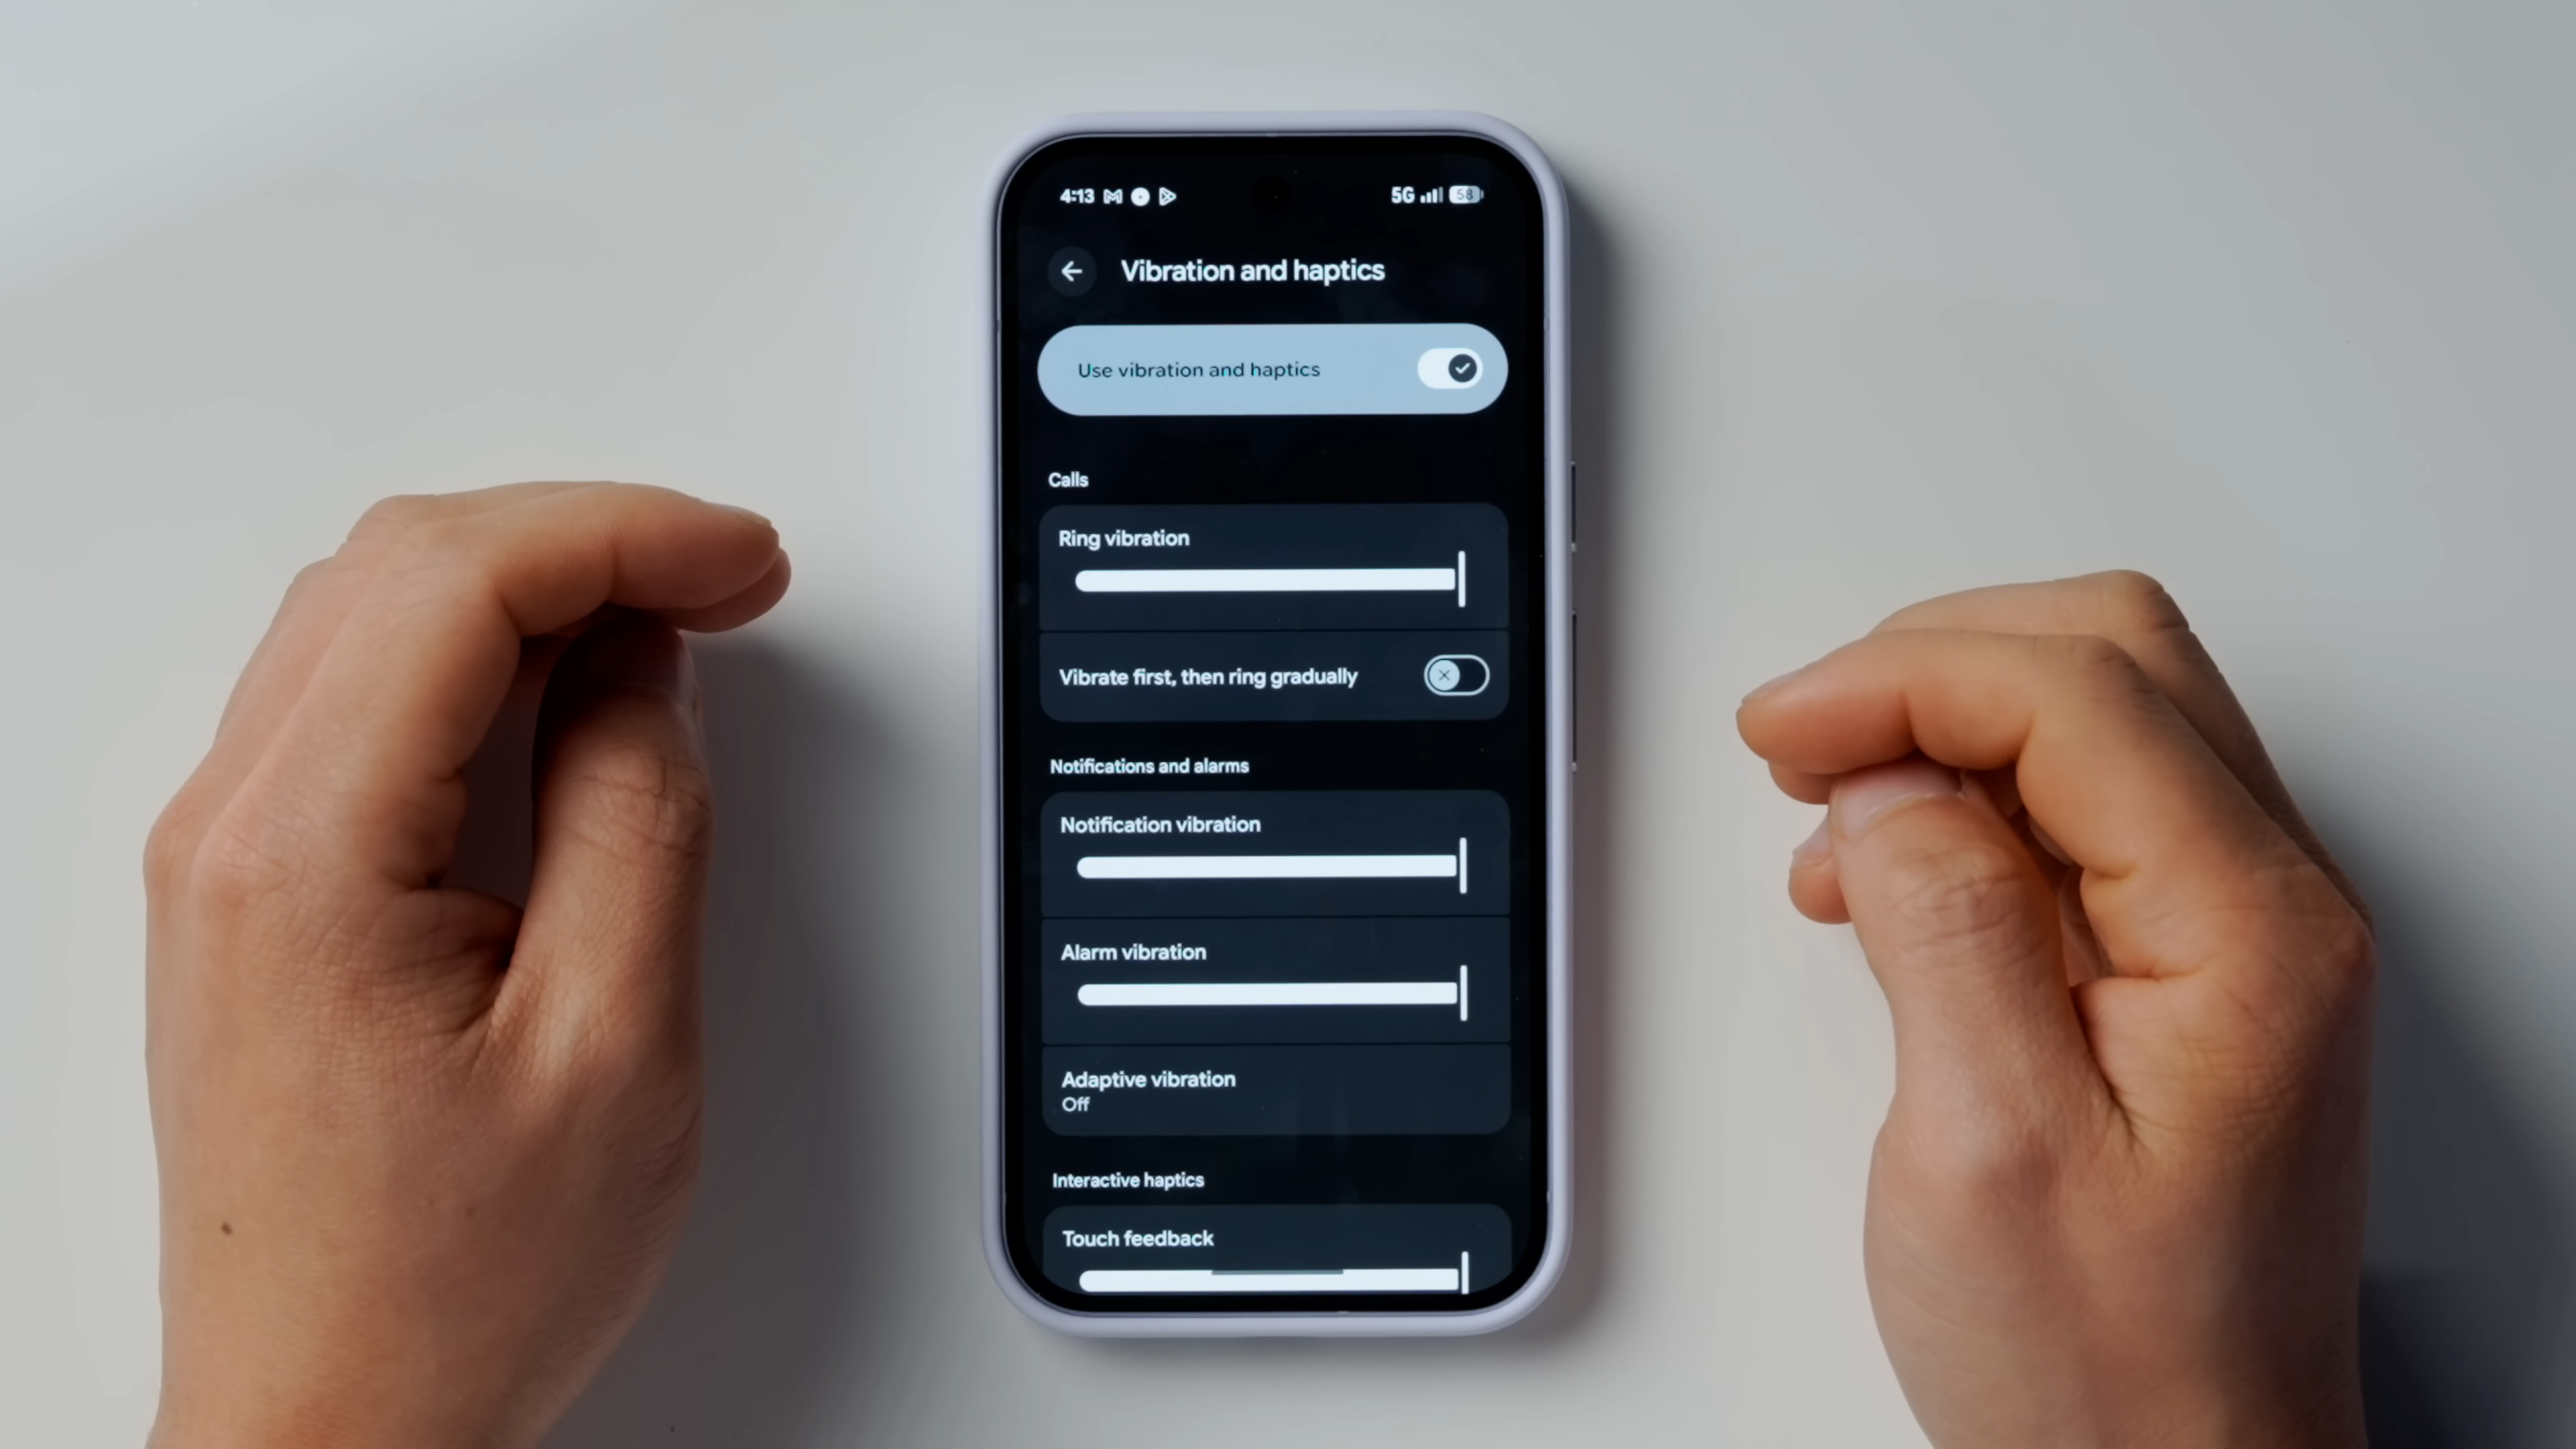 4:13 5G 58
Vibration and haptics
Use vibration and haptics
Calls
Ring vibration
Vibrate first, then ring gradually
Notifications and alarms
Notification vibration
Alarm vibration
Adaptive vibration
Off
Interactive haptics
Touch feedback